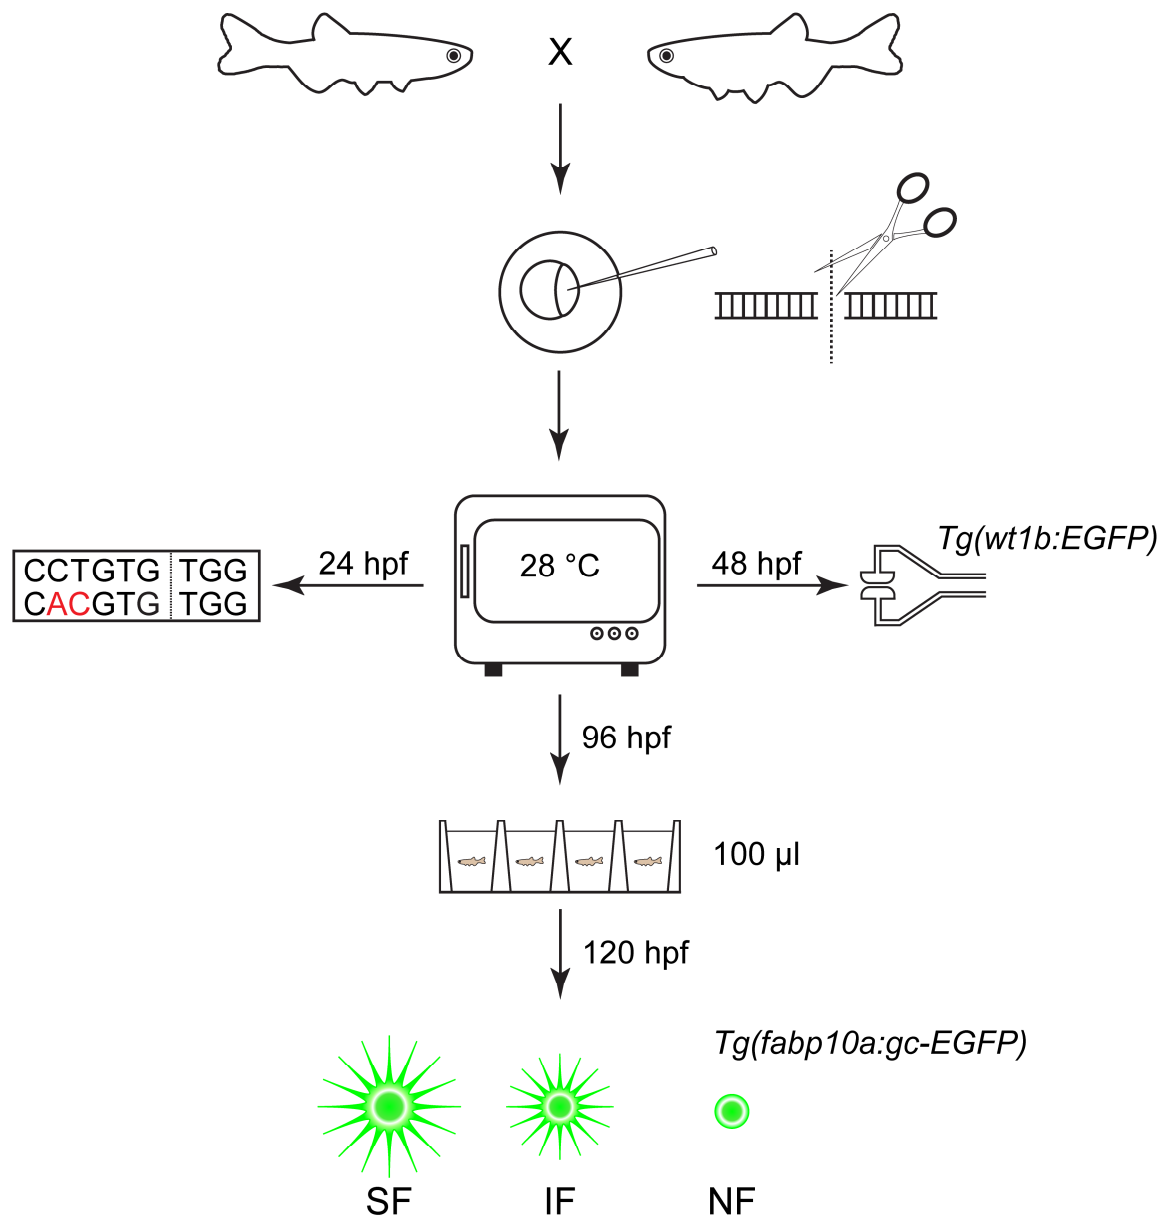 X
28 °C
24 hpf
CCTGTG TGG
CACGTG TGG
48 hpf
Tg(wt1b:EGFP)
96 hpf
100 µl
120 hpf
Tg(fabp10a:gc-EGFP)
SF IF NF